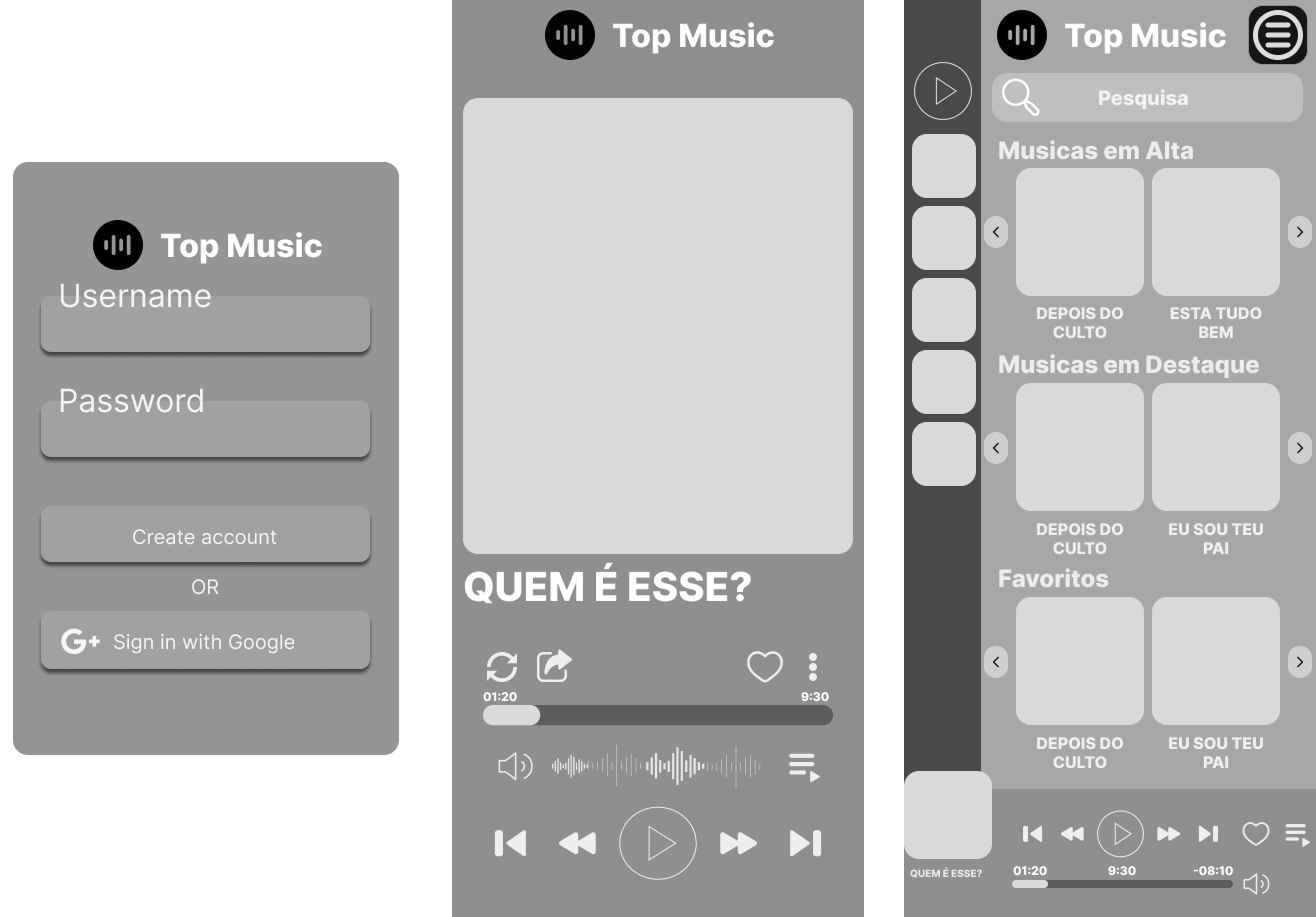 Top Music
Username
Password
Create account
OR
G+ Sign in with Google
Top Music
QUEM É ESSE?
01:20 9:30
Top Music
Pesquisa
Musicas em Alta
DEPOIS DO
CULTO
ESTA TUDO
BEM
Musicas em Destaque
DEPOIS DO
CULTO
EU SOU TEU
PAI
Favoritos
DEPOIS DO
CULTO
EU SOU TEU
PAI
QUEM É ESSE?
01:20 9:30 -08:10